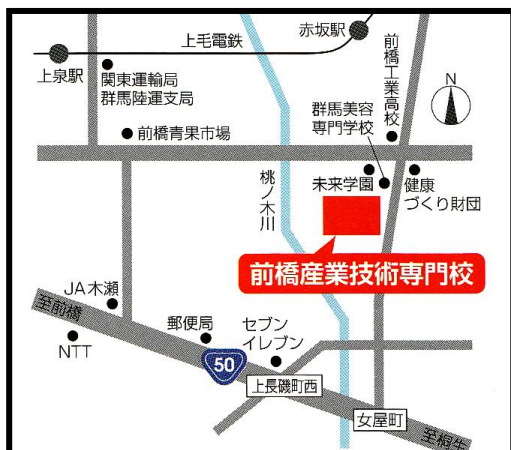 赤坂駅
上毛電鉄
上泉駅
関東運輸局
群馬陸運支局
前橋工業高校
N
群馬美容
専門学校
前橋青果市場
桃ノ木川
未来学園
健康
づくり財団
前橋産業技術専門校
JA木瀬
至前橋
郵便局
セブン
イレブン
NTT
50
上長磯町西
女屋町
至桐生